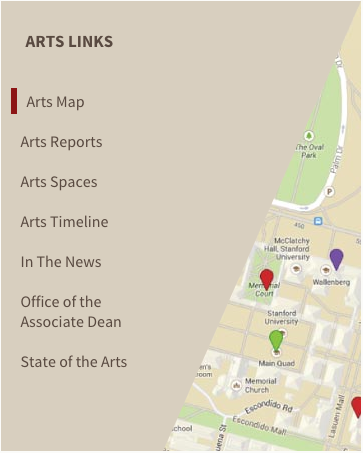 ARTS LINKS
Arts Map
Arts Reports
Arts Spaces
Arts Timeline
In The News
Office of the
Associate Dean
State of the Arts
The Oval
Park
Palm Dr
P
450
McClatchy
Hall, Stanford
University
Wallenberg
Memorial
Court
Stanford
University
Main Quad
Memorial
Church
Escondido Rd
Escondido Mall
Lasuen Mall